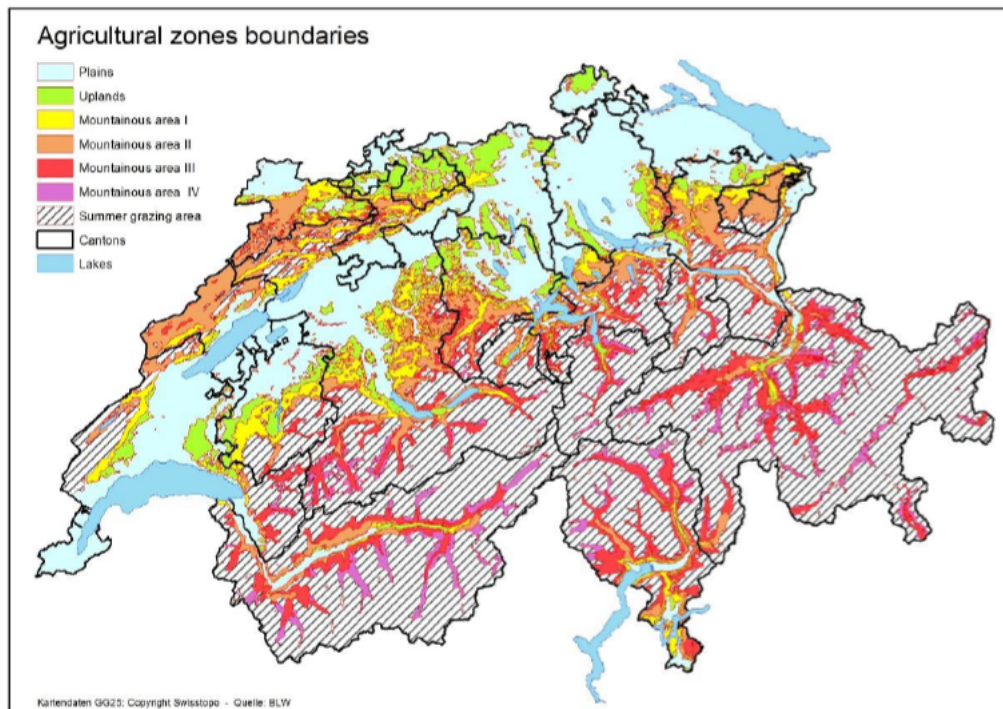 Agricultural zones boundaries
Plains
Uplands
Mountainous area I
Mountainous area II
Mountainous area III
Mountainous area IV
Summer grazing area
Cantons
Lakes
Kartendaten GG25: Copyright Swisstopo - Quelle: BLW